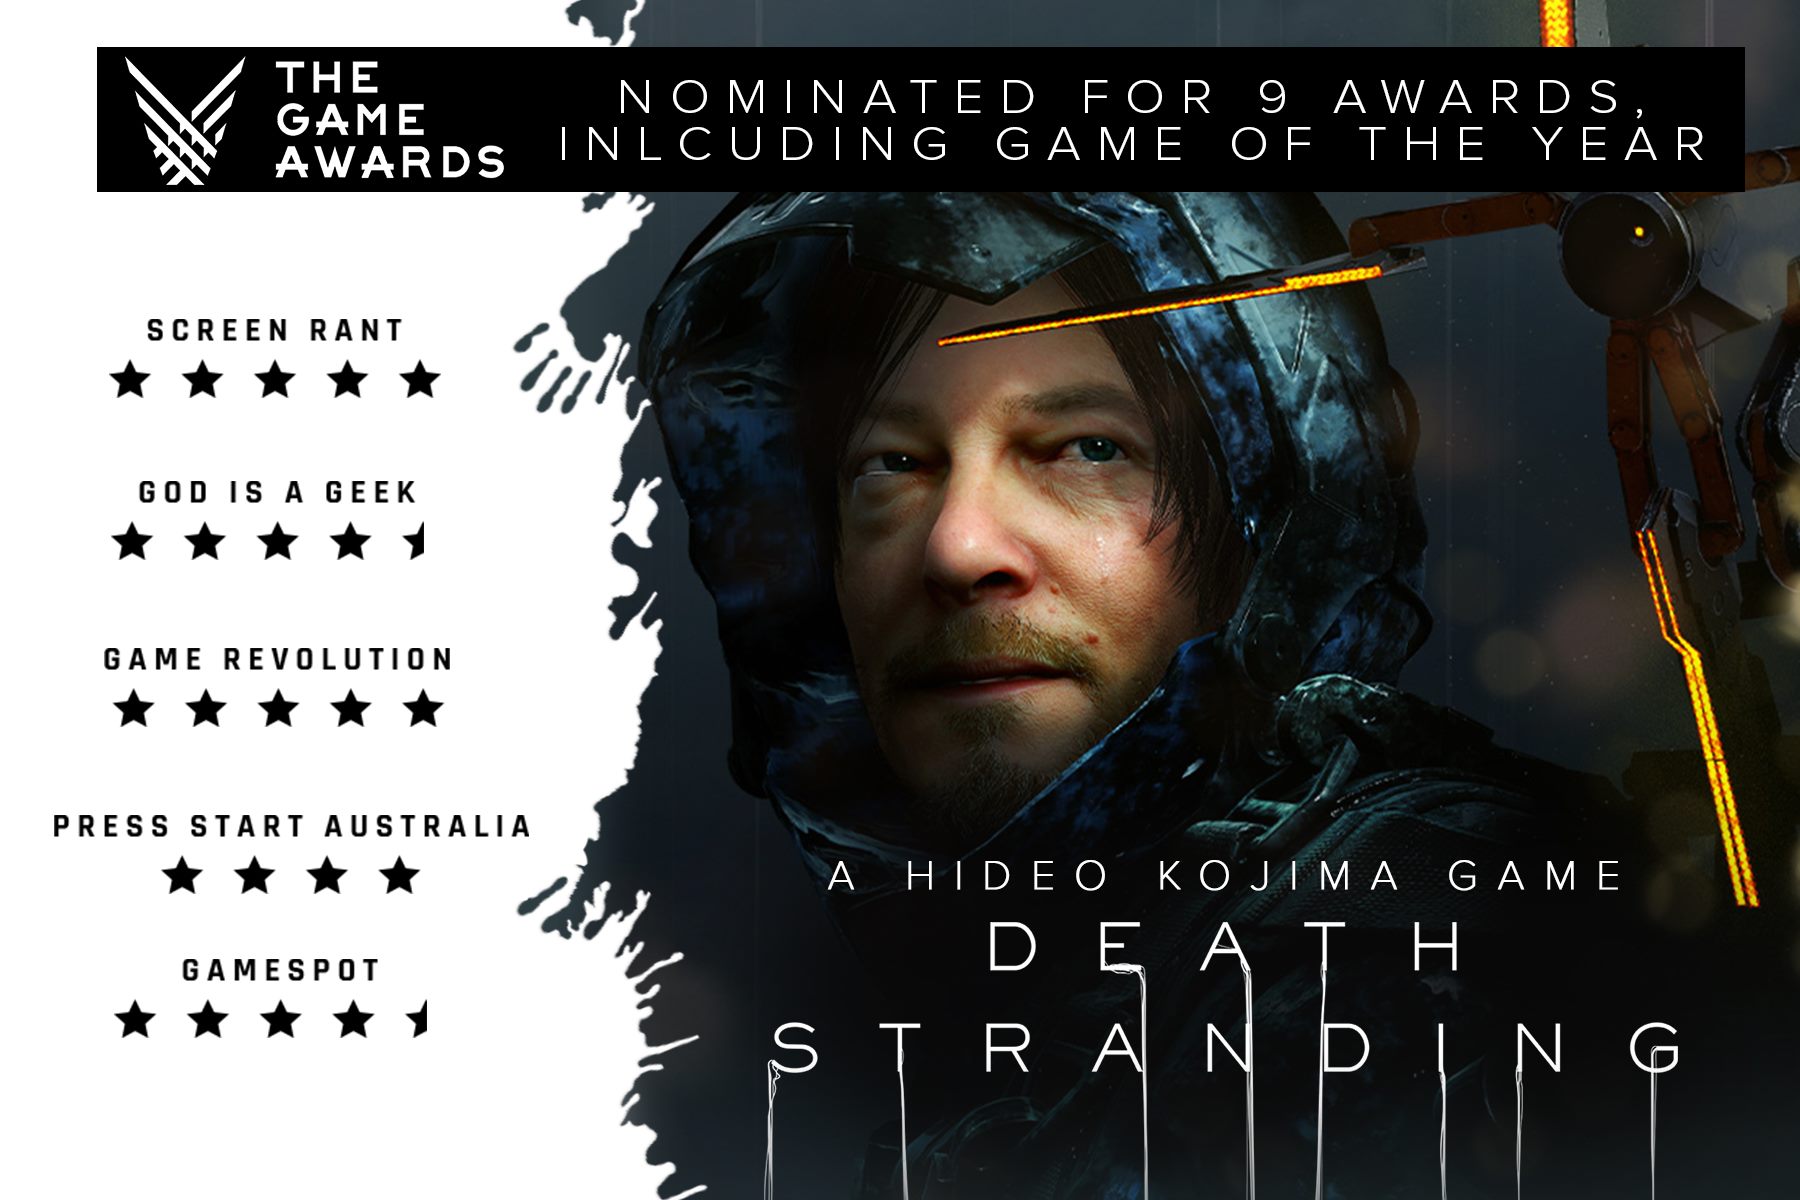 THE
GAME
AWARDS
NOMINATED FOR 9 AWARDS,
INLCUDING GAME OF THE YEAR
SCREEN RANT
GOD IS A GEEK
GAME REVOLUTION
PRESS START AUSTRALIA
GAMESPOT
A HIDEO KOJIMA GAME
DEATH
STRANDING